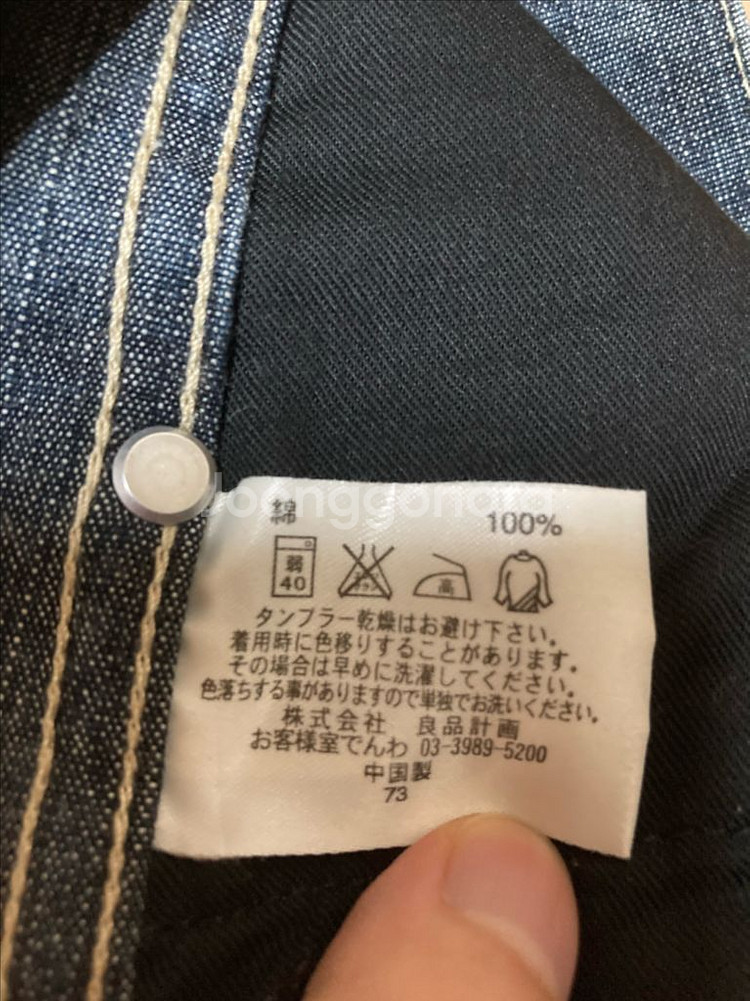 joonggonara
綿 100%
弱
40
高
タンブラー乾燥はお避け下さい。
着用時に色移りすることがあります。
その場合は早めに洗濯してください。
色落ちする事がありますので単独でお洗いください。
株式会社 良品計画
お客様室でんわ 03-3989-5200
中国製
73